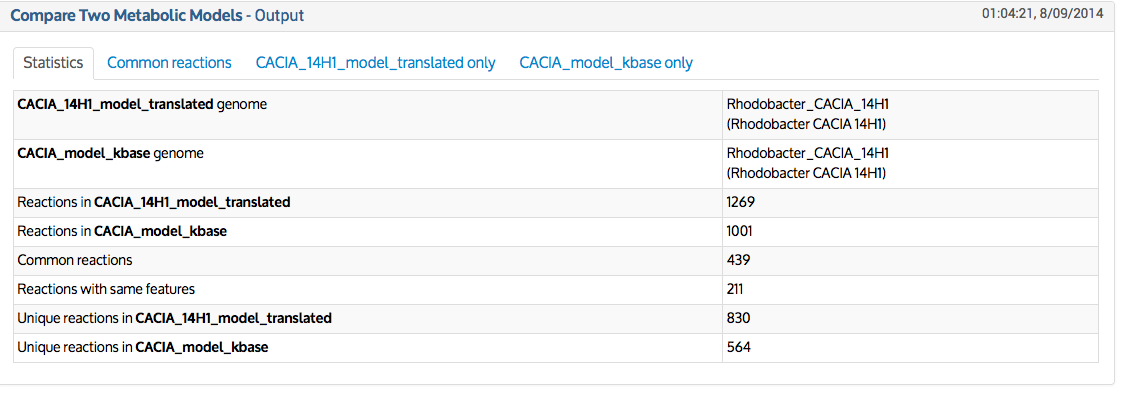 Compare Two Metabolic Models - Output 01:04:21, 8/09/2014
Statistics Common reactions CACIA_14H1_model_translated only CACIA_model_kbase only
CACIA_14H1_model_translated genome Rhodobacter_CACIA_14H1
(Rhodobacter CACIA 14H1)
CACIA_model_kbase genome Rhodobacter_CACIA_14H1
(Rhodobacter CACIA 14H1)
Reactions in CACIA_14H1_model_translated 1269
Reactions in CACIA_model_kbase 1001
Common reactions 439
Reactions with same features 211
Unique reactions in CACIA_14H1_model_translated 830
Unique reactions in CACIA_model_kbase 564